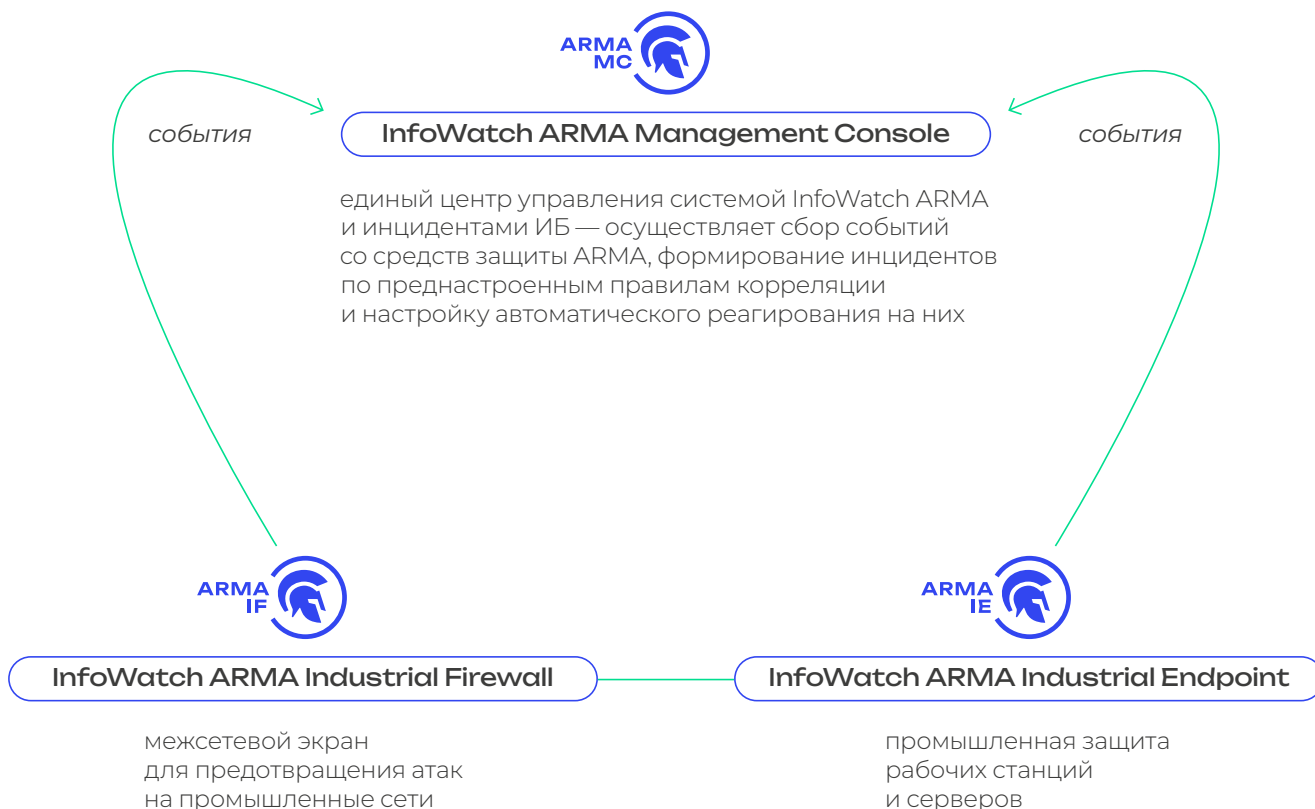 ARMA
MC
события
InfoWatch ARMA Management Console
события
единый центр управления системой InfoWatch ARMA
и инцидентами ИБ — осуществляет сбор событий
со средств защиты ARMA, формирование инцидентов
по преднастроенным правилам корреляции
и настройку автоматического реагирования на них
ARMA
IF
ARMA
IE
InfoWatch ARMA Industrial Firewall
InfoWatch ARMA Industrial Endpoint
межсетевой экран
для предотвращения атак
на промышленные сети
промышленная защита
рабочих станций
и серверов